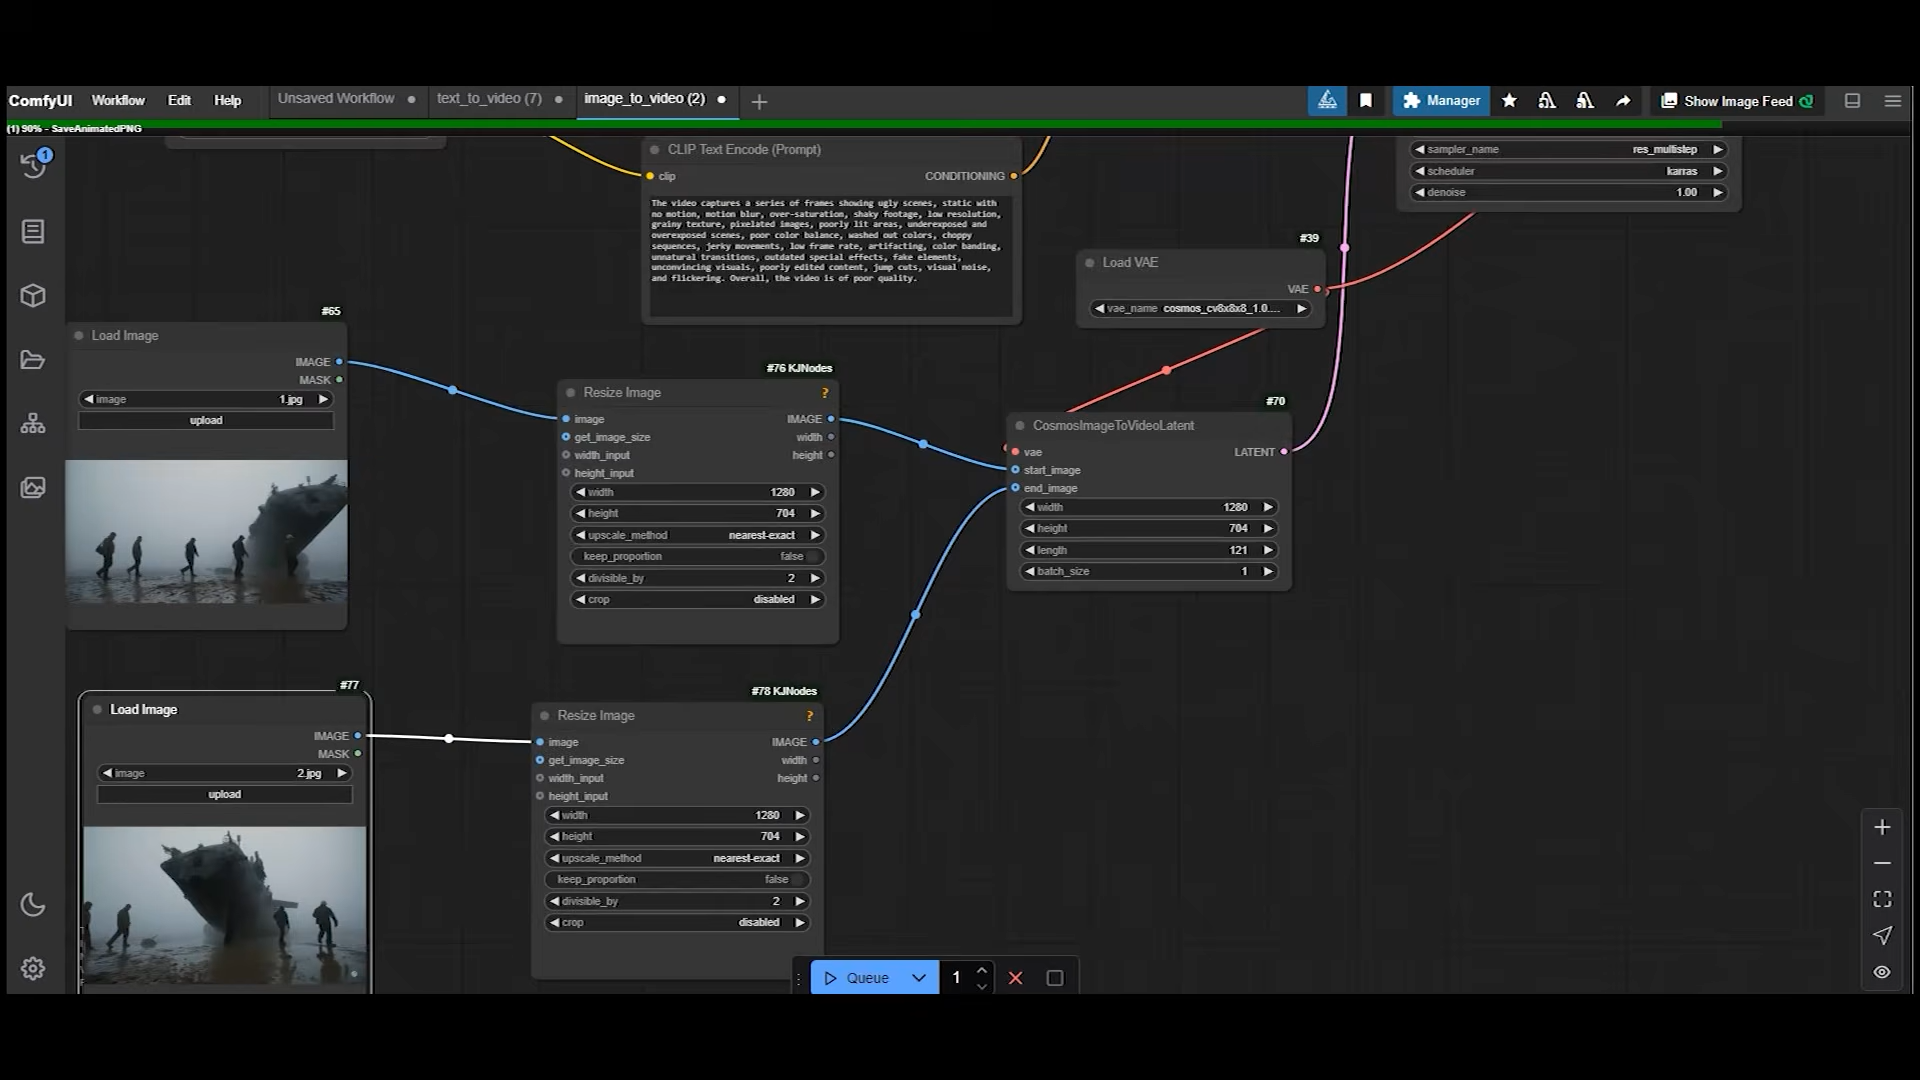 ComfyUI Workflow Edit Help Unsaved Workflow text_to_video (7) image_to_video (2) Manager Show Image Feed
(1) 90% - SaveAnimatedPNG
1
CLIP Text Encode (Prompt)
clip CONDITIONING
The video captures a series of frames showing ugly scenes, static with
no motion, motion blur, over-saturation, shaky footage, low resolution,
grainy texture, pixelated images, poorly lit areas, underexposed and
overexposed scenes, poor color balance, washed out colors, choppy
sequences, jerky movements, low frame rate, artifacting, color banding,
unnatural transitions, outdated special effects, fake elements,
unconvincing visuals, poorly edited content, jump cuts, visual noise,
and flickering. Overall, the video is of poor quality.
sampler_name res_multistep
scheduler karras
denoise 1.00
#39
Load VAE
VAE
vae_name cosmos_cv8x8x8_1.0....
#65
Load Image
IMAGE
MASK
image 1.jpg
upload
#76 KJNodes
Resize Image ?
image IMAGE
get_image_size width
width_input height
height_input
width 1280
height 704
upscale_method nearest-exact
keep_proportion false
divisible_by 2
crop disabled
#70
CosmosImageToVideoLatent
vae LATENT
start_image
end_image
width 1280
height 704
length 121
batch_size 1
#77
Load Image
IMAGE
MASK
image 2.jpg
upload
#78 KJNodes
Resize Image ?
image IMAGE
get_image_size width
width_input height
height_input
width 1280
height 704
upscale_method nearest-exact
keep_proportion false
divisible_by 2
crop disabled
Queue 1